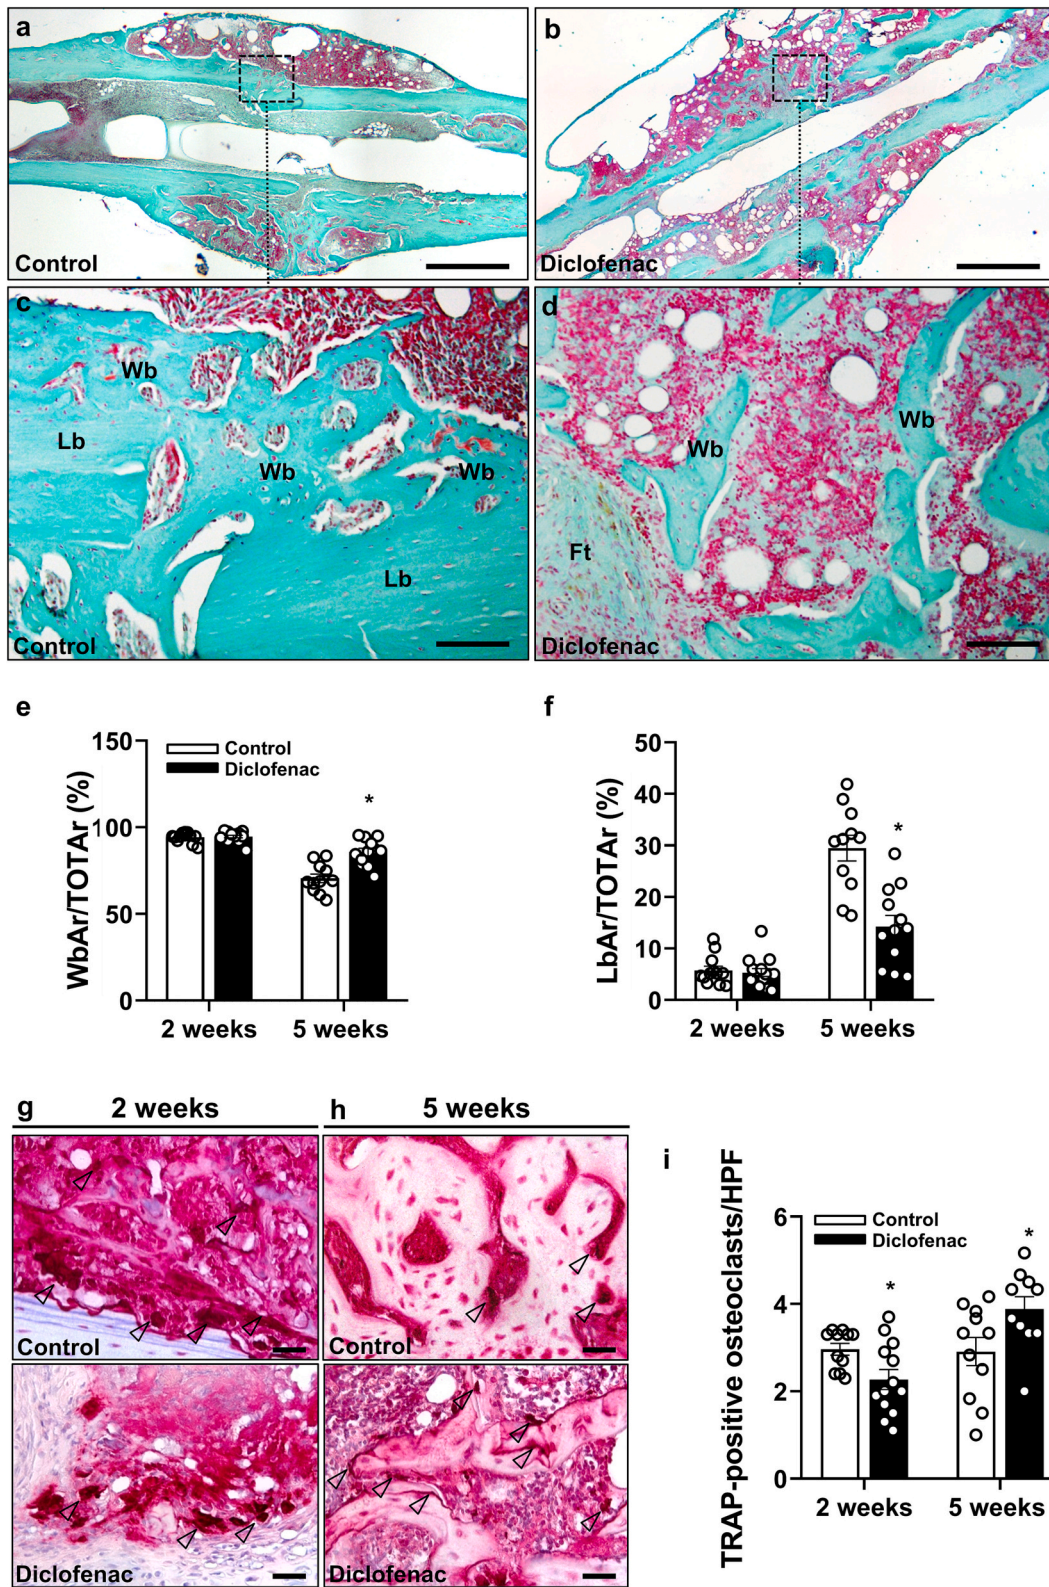 a
Control
b
Diclofenac
c
Wb
Lb
Wb
Wb
Lb
Control
d
Wb
Wb
Ft
Diclofenac
e
WbAr/TOTAr (%)
150
100
50
0
Control
Diclofenac
*
2 weeks
5 weeks
f
LbAr/TOTAr (%)
50
40
30
20
10
0
*
2 weeks
5 weeks
g
2 weeks
Control
Diclofenac
h
5 weeks
Control
Diclofenac
i
TRAP-positive osteoclasts/HPF
6
4
2
0
Control
Diclofenac
*
*
2 weeks
5 weeks